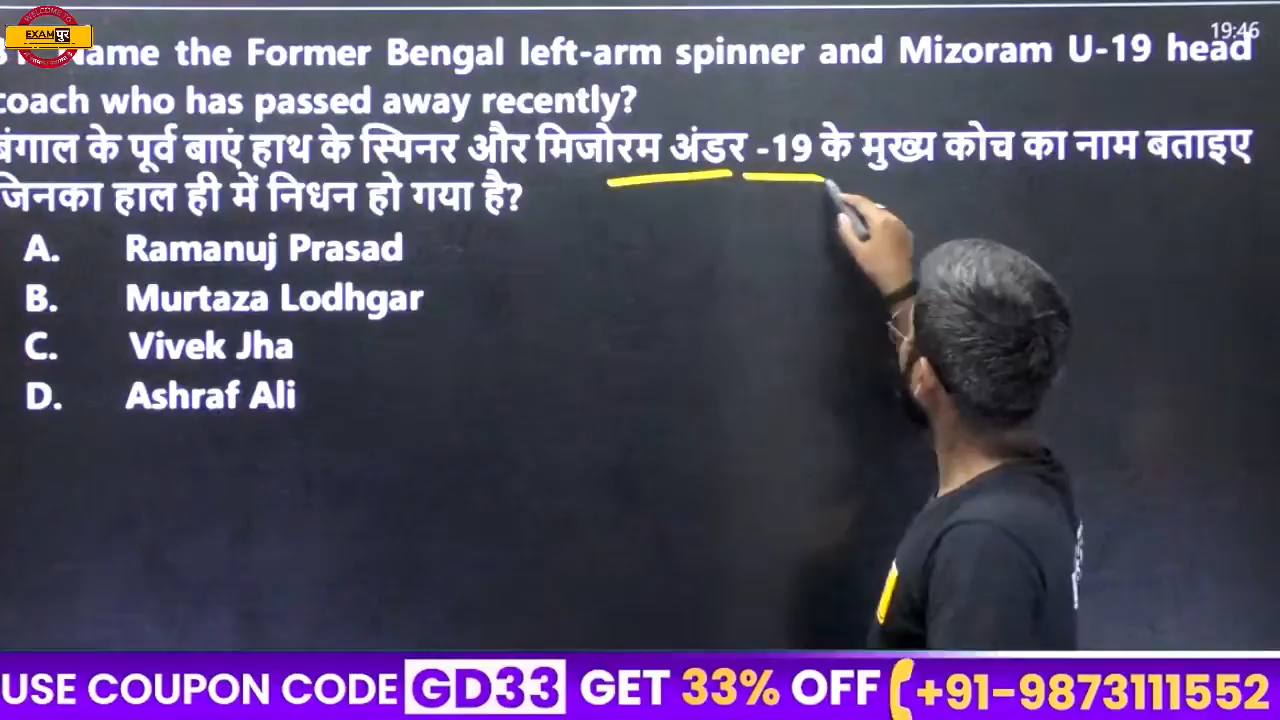 WELCOME TO
EXAMपुर
19:46
ame the Former Bengal left-arm spinner and Mizoram U-19 head
coach who has passed away recently?
बंगाल के पूर्व बाएं हाथ के स्पिनर और मिजोरम अंडर -19 के मुख्य कोच का नाम बताइए
जिनका हाल ही में निधन हो गया है?
A. Ramanuj Prasad
B. Murtaza Lodhgar
C. Vivek Jha
D. Ashraf Ali
USE COUPON CODE GD33 GET 33% OFF +91-9873111552